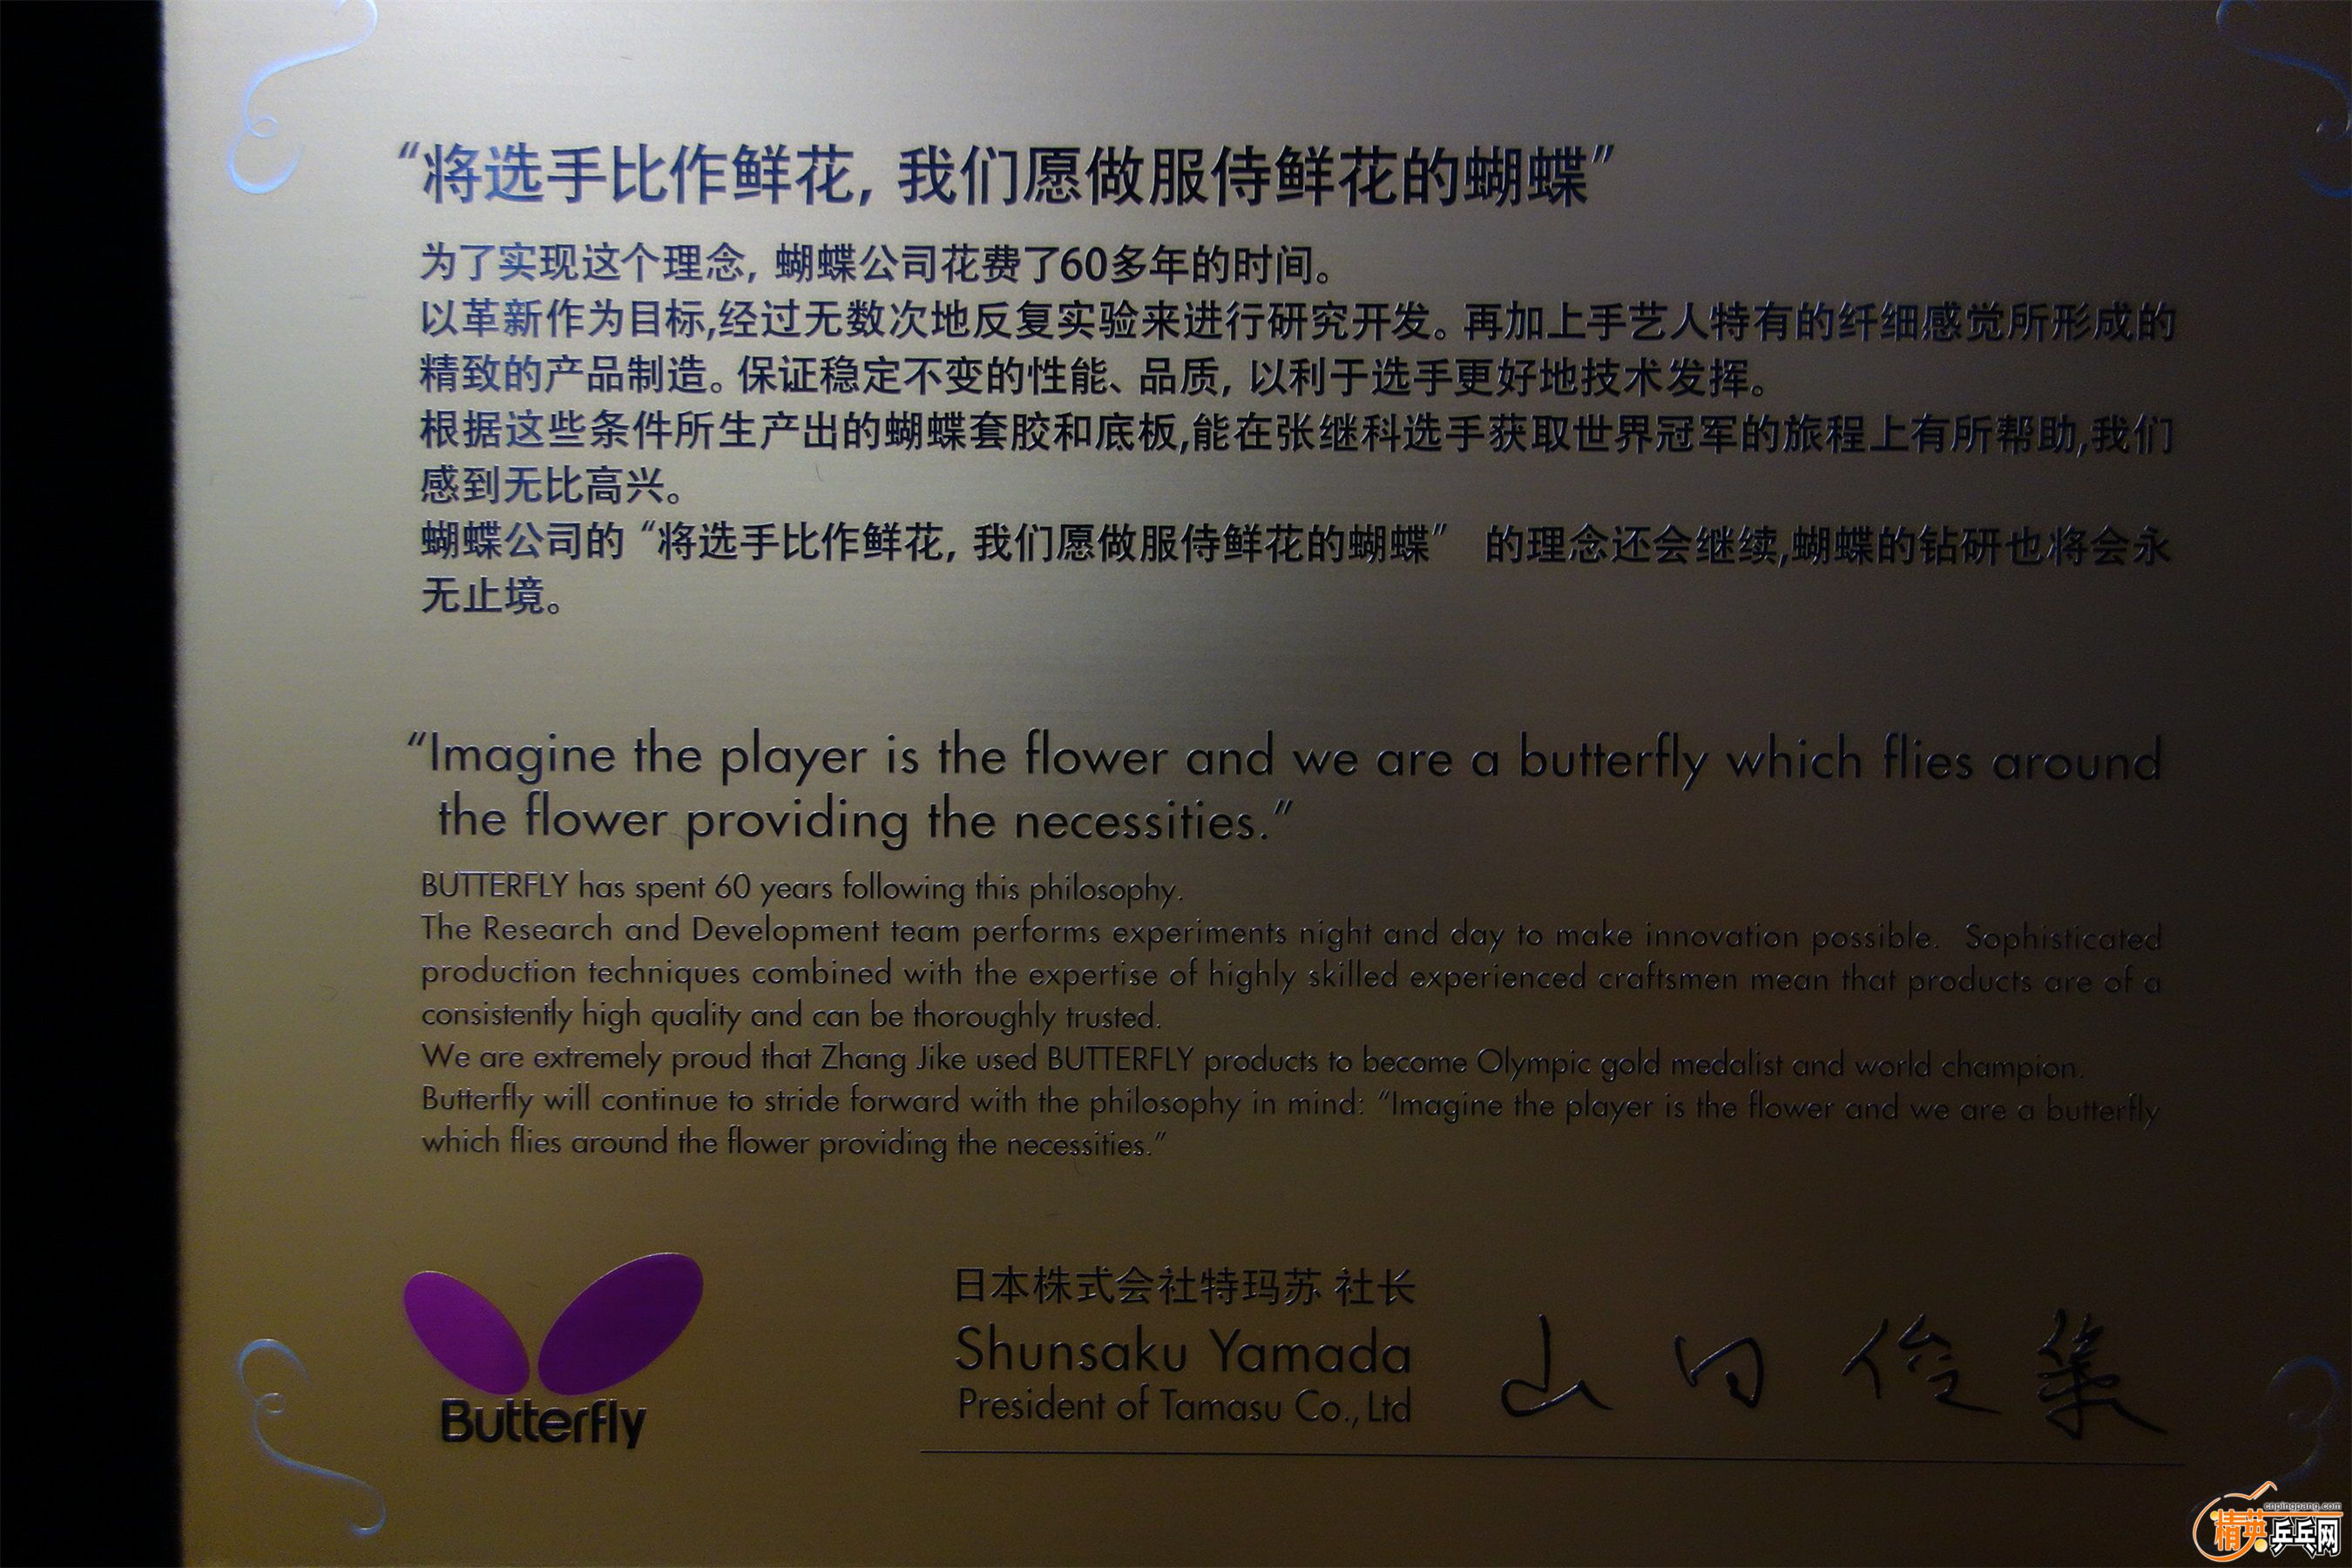 “将选手比作鲜花, 我们愿做服侍鲜花的蝴蝶”
为了实现这个理念, 蝴蝶公司花费了60多年的时间。
以革新作为目标,经过无数次地反复实验来进行研究开发。再加上手艺人特有的纤细感觉所形成的
精致的产品制造。保证稳定不变的性能、品质, 以利于选手更好地技术发挥。
根据这些条件所生产出的蝴蝶套胶和底板,能在张继科选手获取世界冠军的旅程上有所帮助,我们
感到无比高兴。
蝴蝶公司的“将选手比作鲜花, 我们愿做服侍鲜花的蝴蝶” 的理念还会继续,蝴蝶的钻研也将会永
无止境。
“Imagine the player is the flower and we are a butterfly which flies around
the flower providing the necessities.”
BUTTERFLY has spent 60 years following this philosophy.
The Research and Development team performs experiments night and day to make innovation possible. Sophisticated
production techniques combined with the expertise of highly skilled experienced craftsmen mean that products are of a
consistently high quality and can be thoroughly trusted.
We are extremely proud that Zhang Jike used BUTTERFLY products to become Olympic gold medalist and world champion.
Butterfly will continue to stride forward with the philosophy in mind: “Imagine the player is the flower and we are a butterfly
which flies around the flower providing the necessities.”
Butterfly
日本株式会社特玛苏 社长
Shunsaku Yamada
President of Tamasu Co., Ltd
山田俊策
cnpingpang.com
精英乒乓网